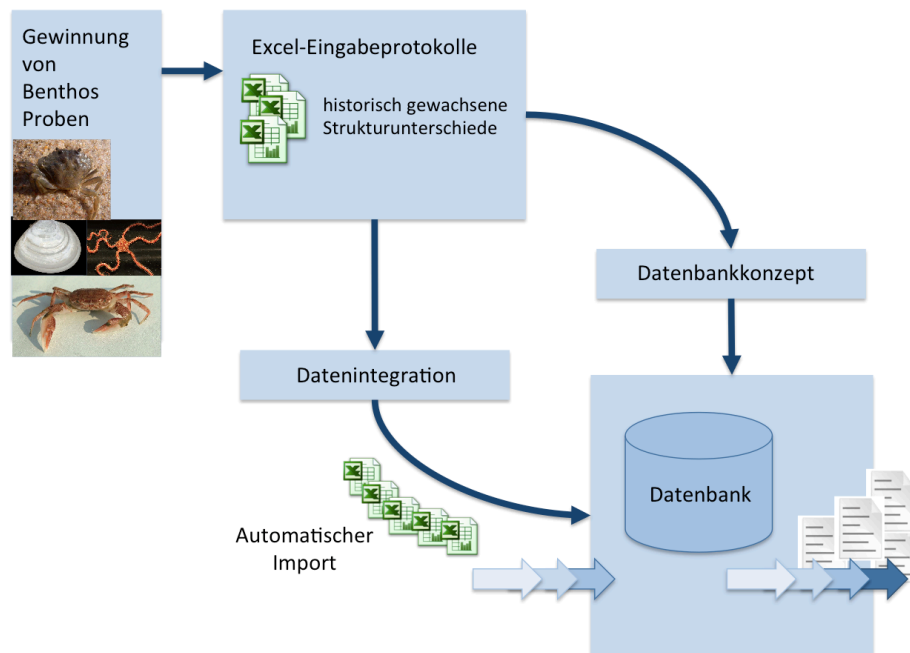 Gewinnung
von
Benthos
Proben
Excel-Eingabeprotokolle
historisch gewachsene
Strukturunterschiede
Datenbankkonzept
Datenintegration
Datenbank
Automatischer
Import